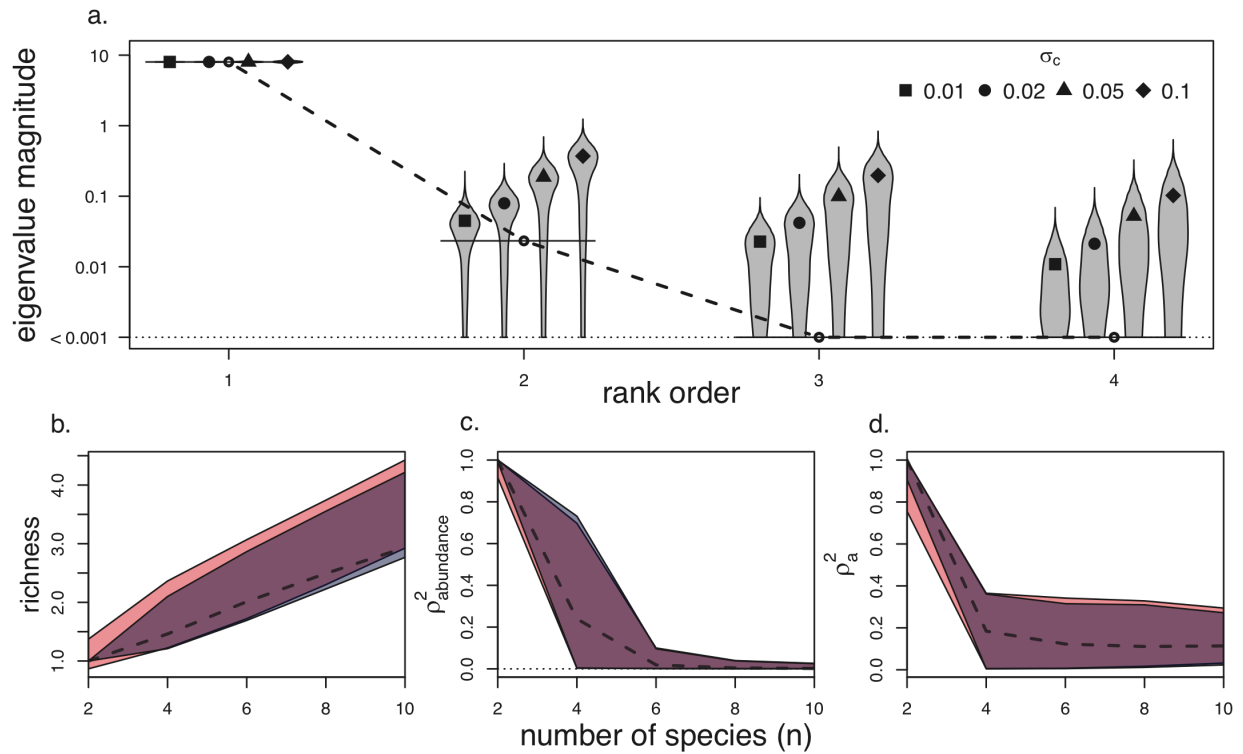 a.
σc
■ 0.01 ● 0.02 ▲ 0.05 ◆ 0.1
eigenvalue magnitude
10
1
0.1
0.01
< 0.001
1 2 3 4
rank order
b.
richness
4.0
3.0
2.0
1.0
2 4 6 8 10
c.
ρ²abundance
1.0
0.8
0.6
0.4
0.2
0.0
2 4 6 8 10
d.
ρ²a
1.0
0.8
0.6
0.4
0.2
0.0
2 4 6 8 10
number of species (n)